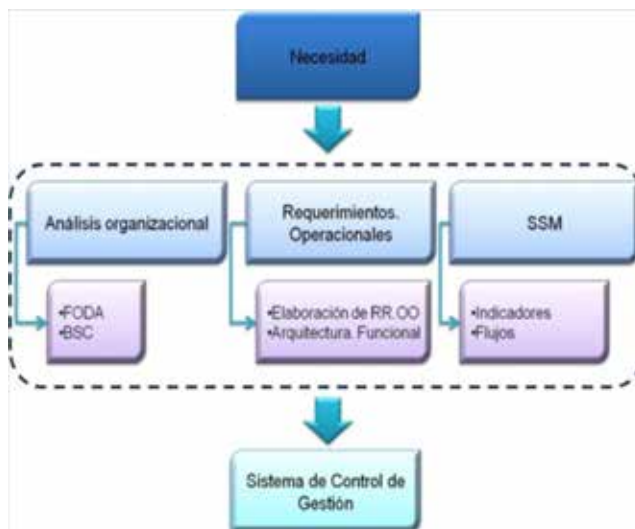 Necesidad
Análisis organizacional
Requerimientos.
Operacionales
SSM
•FODA
•BSC
•Elaboración de RR.OO
•Arquitectura. Funcional
•Indicadores
•Flujos
Sistema de Control de
Gestión